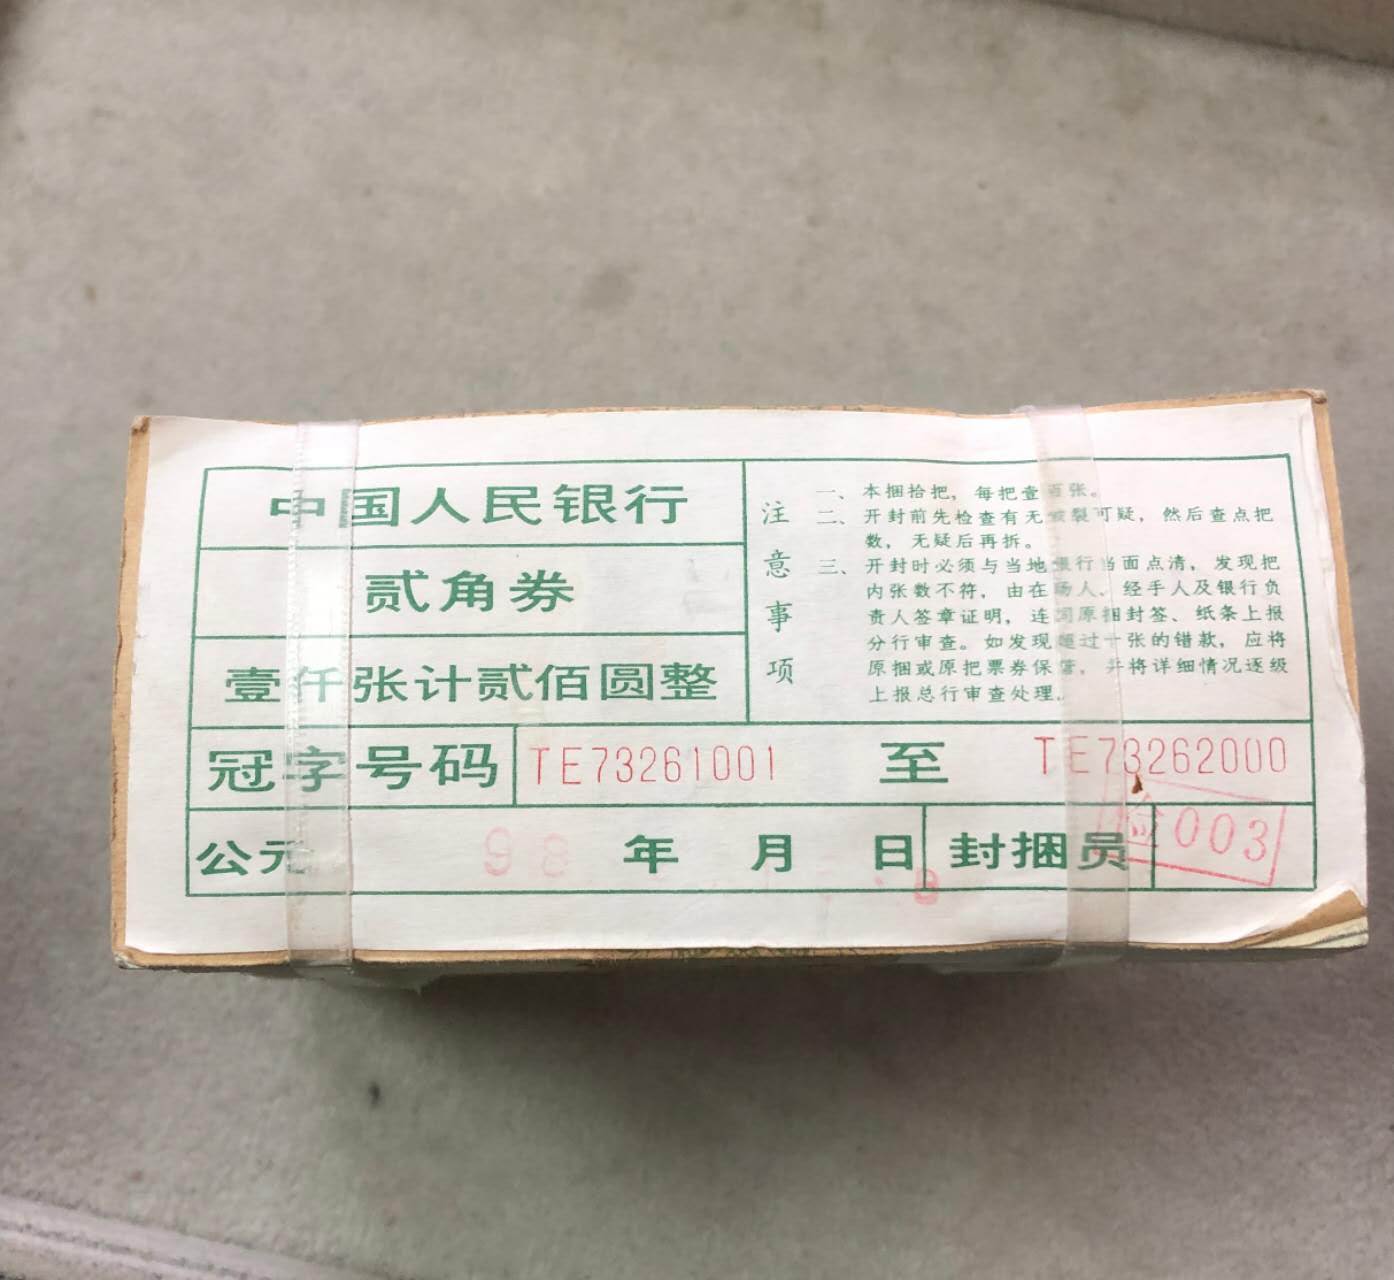 中国人民银行
贰角券
壹仟张计贰佰圆整
注意事项
一、本捆拾把，每把壹百张。
二、开封前先检查有无破裂可疑，然后查点把
数，无疑后再拆。
三、开封时必须与当地银行当面点清，发现把
内张数不符，由在场人、经手人及银行负
责人签章证明，连同原捆封签、纸条上报
分行审查。如发现超过十张的错款，应将
原捆或原把票券保管，并将详细情况逐级
上报总行审查处理。
冠字号码 TE73261001 至 TE73262000
公元 98 年 月 日 封捆员 检003
8